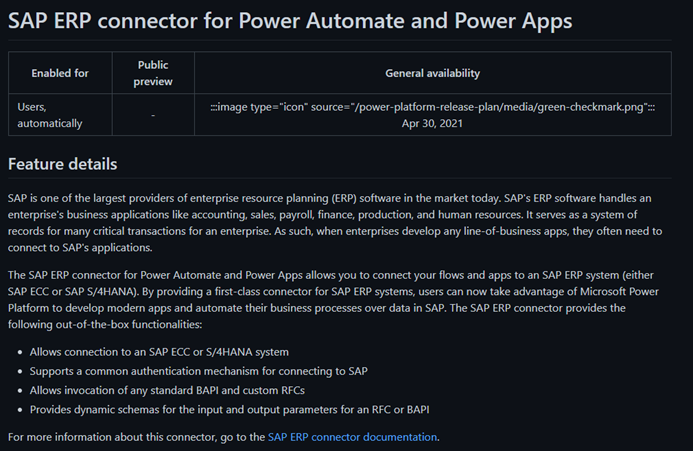 SAP ERP connector for Power Automate and Power Apps
Enabled for
Public
preview
General availability
Users,
automatically
-
:::image type="icon" source="/power-platform-release-plan/media/green-checkmark.png":::
Apr 30, 2021
Feature details
SAP is one of the largest providers of enterprise resource planning (ERP) software in the market today. SAP's ERP software handles an
enterprise's business applications like accounting, sales, payroll, finance, production, and human resources. It serves as a system of
records for many critical transactions for an enterprise. As such, when enterprises develop any line-of-business apps, they often need to
connect to SAP's applications.
The SAP ERP connector for Power Automate and Power Apps allows you to connect your flows and apps to an SAP ERP system (either
SAP ECC or SAP S/4HANA). By providing a first-class connector for SAP ERP systems, users can now take advantage of Microsoft Power
Platform to develop modern apps and automate their business processes over data in SAP. The SAP ERP connector provides the
following out-of-the-box functionalities:
• Allows connection to an SAP ECC or S/4HANA system
• Supports a common authentication mechanism for connecting to SAP
• Allows invocation of any standard BAPI and custom RFCs
• Provides dynamic schemas for the input and output parameters for an RFC or BAPI
For more information about this connector, go to the SAP ERP connector documentation.